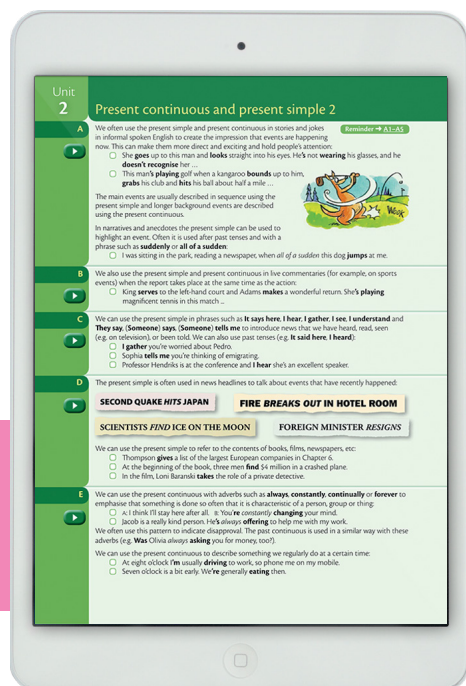 Unit
2
Present continuous and present simple 2
A
We often use the present simple and present continuous in stories and jokes
in informal spoken English to create the impression that events are happening
now. This can make them more direct and exciting and hold people's attention:
Reminder → A1–A5
She goes up to this man and looks straight into his eyes. He's not wearing his glasses, and he
doesn't recognise her ...
This man's playing golf when a kangaroo bounds up to him,
grabs his club and hits his ball about half a mile ...
The main events are usually described in sequence using the
present simple and longer background events are described
using the present continuous.
In narratives and anecdotes the present simple can be used to
highlight an event. Often it is used after past tenses and with a
phrase such as suddenly or all of a sudden:
I was sitting in the park, reading a newspaper, when all of a sudden this dog jumps at me.
B
We also use the present simple and present continuous in live commentaries (for example, on sports
events) when the report takes place at the same time as the action:
King serves to the left-hand court and Adams makes a wonderful return. She's playing
magnificent tennis in this match ...
C
We can use the present simple in phrases such as It says here, I hear, I gather, I see, I understand and
They say, (Someone) says, (Someone) tells me to introduce news that we have heard, read, seen
(e.g. on television), or been told. We can also use past tenses (e.g. It said here, I heard):
I gather you're worried about Pedro.
Sophia tells me you're thinking of emigrating.
Professor Hendriks is at the conference and I hear she's an excellent speaker.
D
The present simple is often used in news headlines to talk about events that have recently happened:
SECOND QUAKE HITS JAPAN
FIRE BREAKS OUT IN HOTEL ROOM
SCIENTISTS FIND ICE ON THE MOON
FOREIGN MINISTER RESIGNS
We can use the present simple to refer to the contents of books, films, newspapers, etc:
Thompson gives a list of the largest European companies in Chapter 6.
At the beginning of the book, three men find $4 million in a crashed plane.
In the film, Loni Baranski takes the role of a private detective.
E
We can use the present continuous with adverbs such as always, constantly, continually or forever to
emphasise that something is done so often that it is characteristic of a person, group or thing:
A: I think I'll stay here after all. B: You're constantly changing your mind.
Jacob is a really kind person. He's always offering to help me with my work.
We often use this pattern to indicate disapproval. The past continuous is used in a similar way with these
adverbs (e.g. Was Olivia always asking you for money, too?).
We can use the present continuous to describe something we regularly do at a certain time:
At eight o'clock I'm usually driving to work, so phone me on my mobile.
Seven o'clock is a bit early. We're generally eating then.